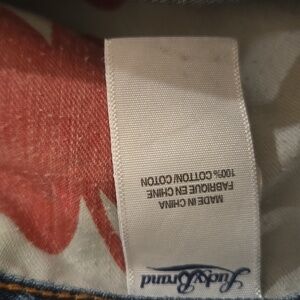 Lucky Brand
MADE IN CHINA
FABRIQUE EN CHINE
100% COTTON/COTON